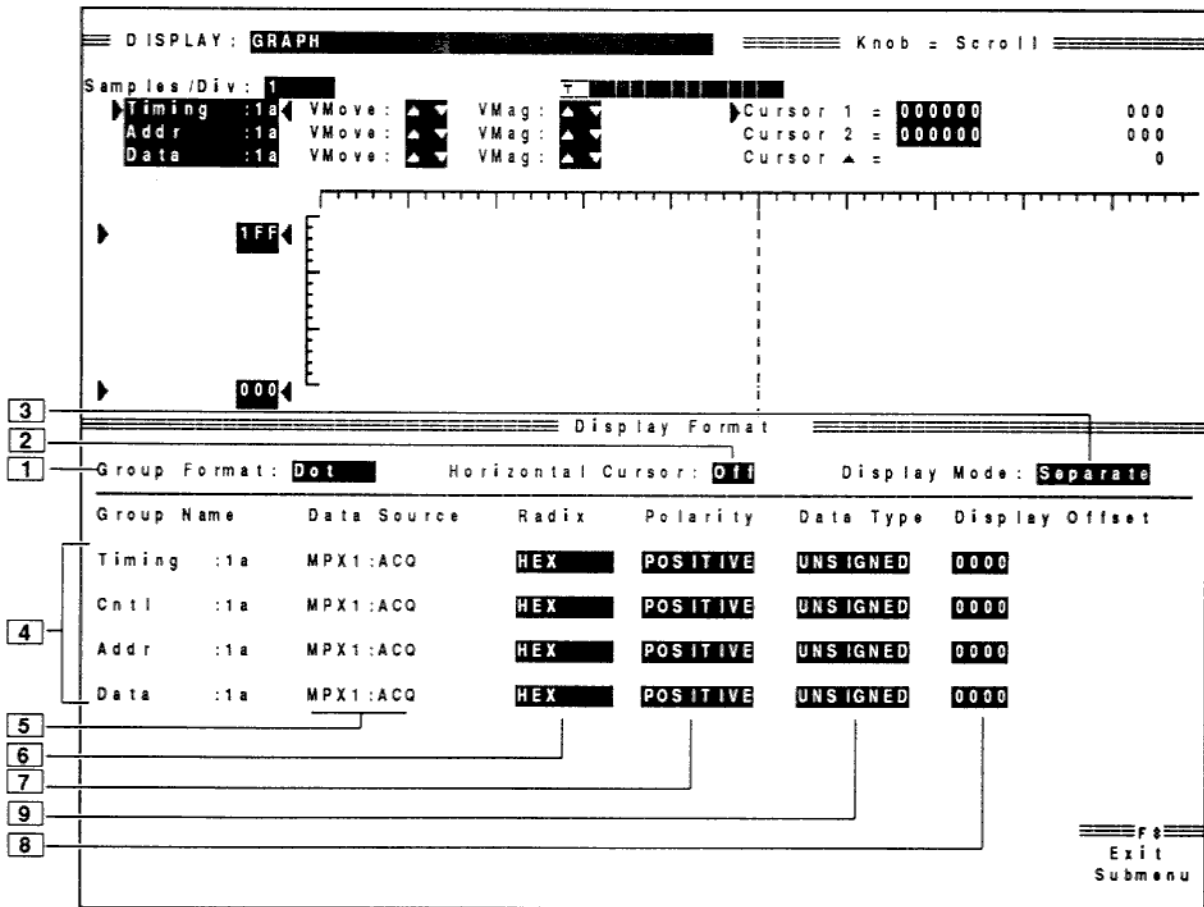 DISPLAY: GRAPH Knob = Scroll
Samples/Div: 1 T
Timing :1a VMove: VMag: Cursor 1 = 000000 000
Addr :1a VMove: VMag: Cursor 2 = 000000 000
Data :1a VMove: VMag: Cursor ▲ = 0
1FF
000
3
Display Format
2
1 Group Format: Dot Horizontal Cursor: Off Display Mode: Separate
Group Name Data Source Radix Polarity Data Type Display Offset
Timing :1a MPX1:ACQ HEX POSITIVE UNSIGNED 0000
Cntl :1a MPX1:ACQ HEX POSITIVE UNSIGNED 0000
4
Addr :1a MPX1:ACQ HEX POSITIVE UNSIGNED 0000
Data :1a MPX1:ACQ HEX POSITIVE UNSIGNED 0000
5
6
7
9
8
F8
Exit
Submenu